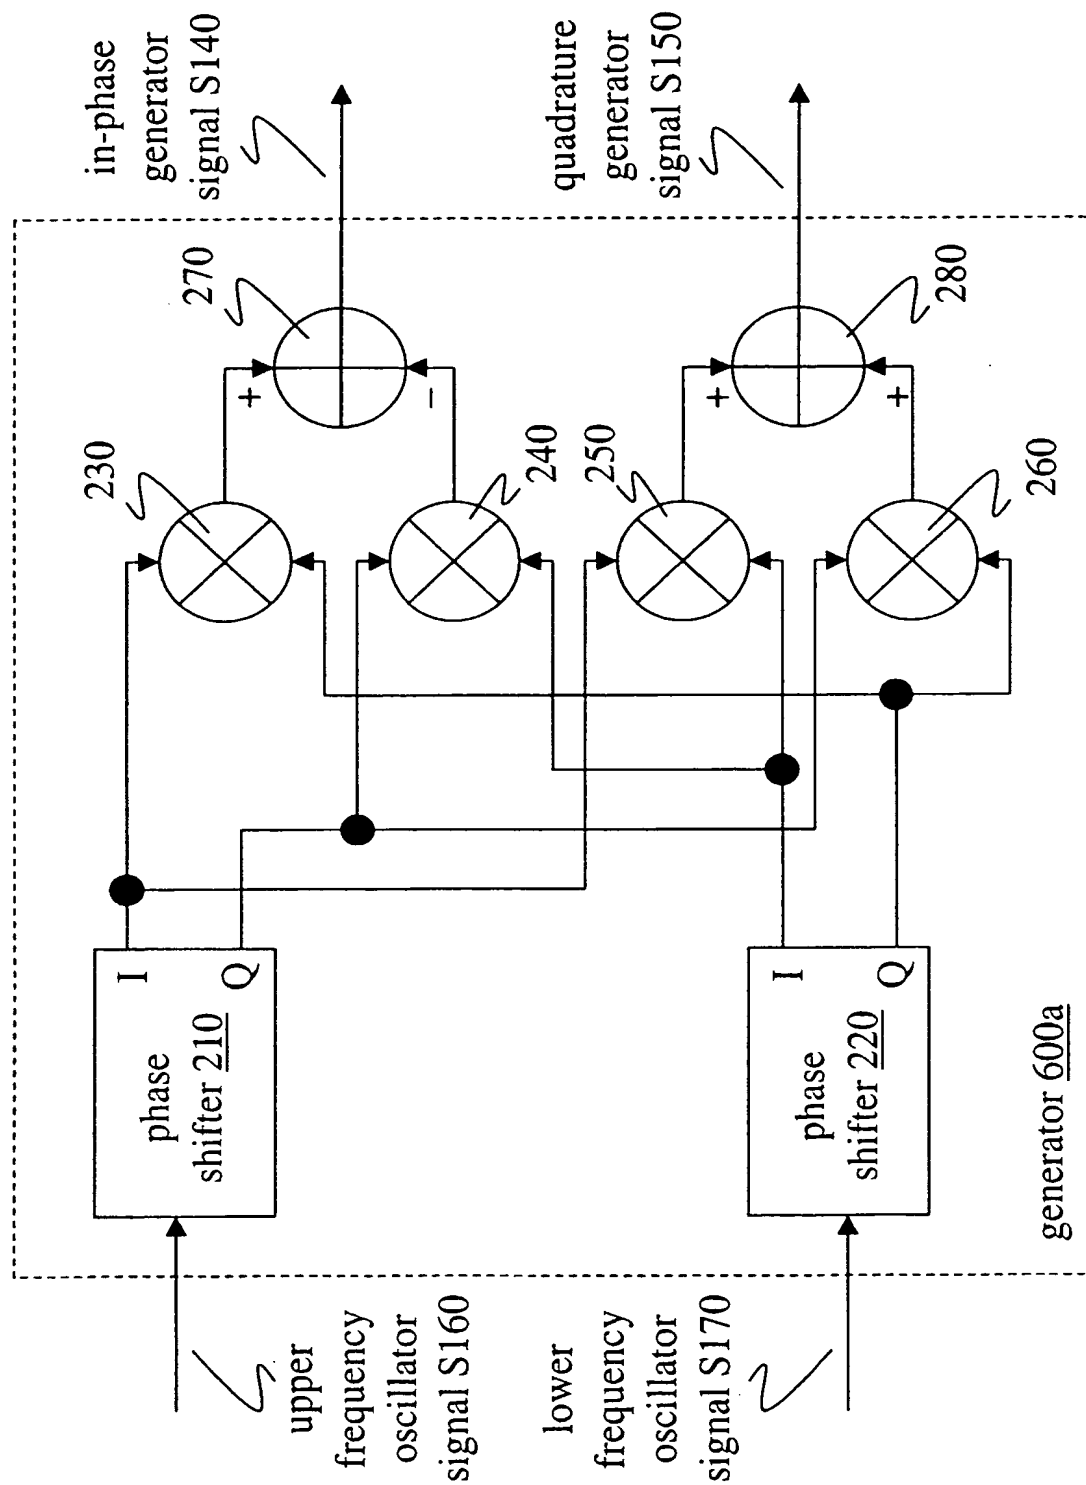 in-phase
generator
signal S140
quadrature
generator
signal S150
270
280
+
-
+
+
230
240
250
260
I
Q
phase
shifter 210
I
Q
phase
shifter 220
generator 600a
upper
frequency
oscillator
signal S160
lower
frequency
oscillator
signal S170